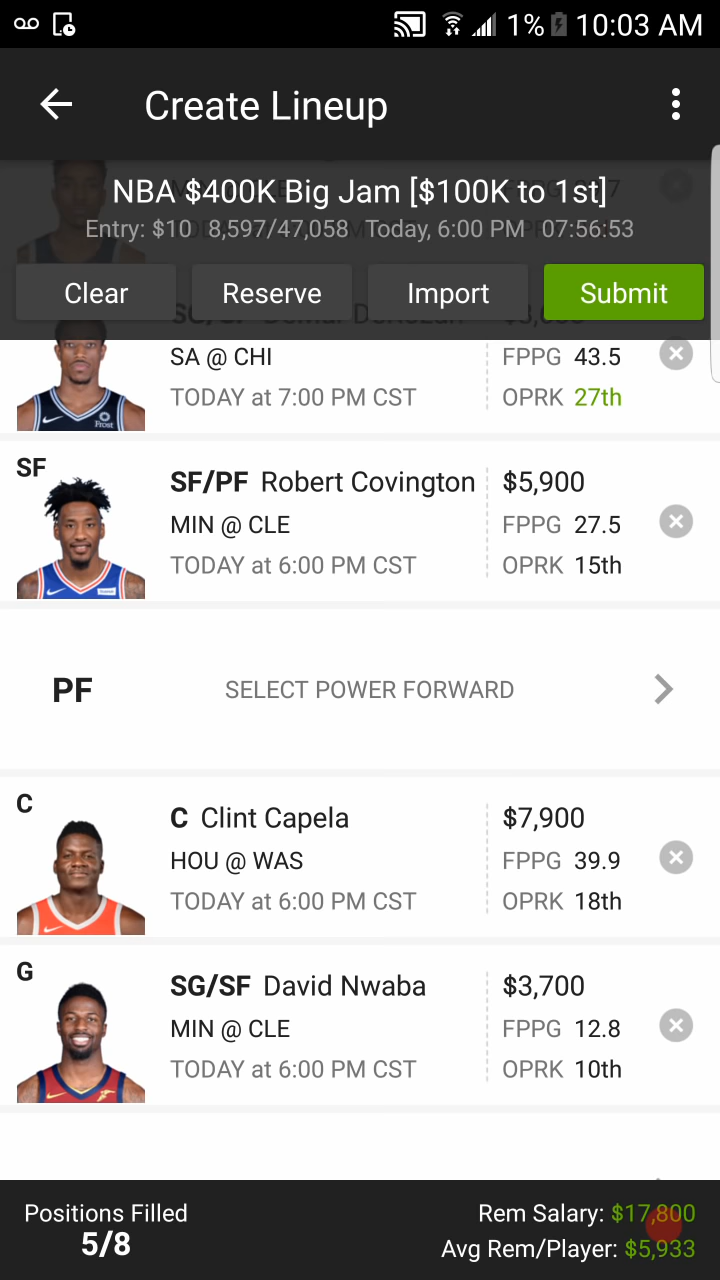 1% 10:03 AM
Create Lineup
NBA $400K Big Jam [$100K to 1st]
Entry: $10 8,597/47,058 Today, 6:00 PM 07:56:53
Clear Reserve Import Submit
SA @ CHI FPPG 43.5
TODAY at 7:00 PM CST OPRK 27th
SF
SF/PF Robert Covington $5,900
MIN @ CLE FPPG 27.5
TODAY at 6:00 PM CST OPRK 15th
PF SELECT POWER FORWARD
C
C Clint Capela $7,900
HOU @ WAS FPPG 39.9
TODAY at 6:00 PM CST OPRK 18th
G
SG/SF David Nwaba $3,700
MIN @ CLE FPPG 12.8
TODAY at 6:00 PM CST OPRK 10th
Positions Filled Rem Salary: $17,800
5/8 Avg Rem/Player: $5,933